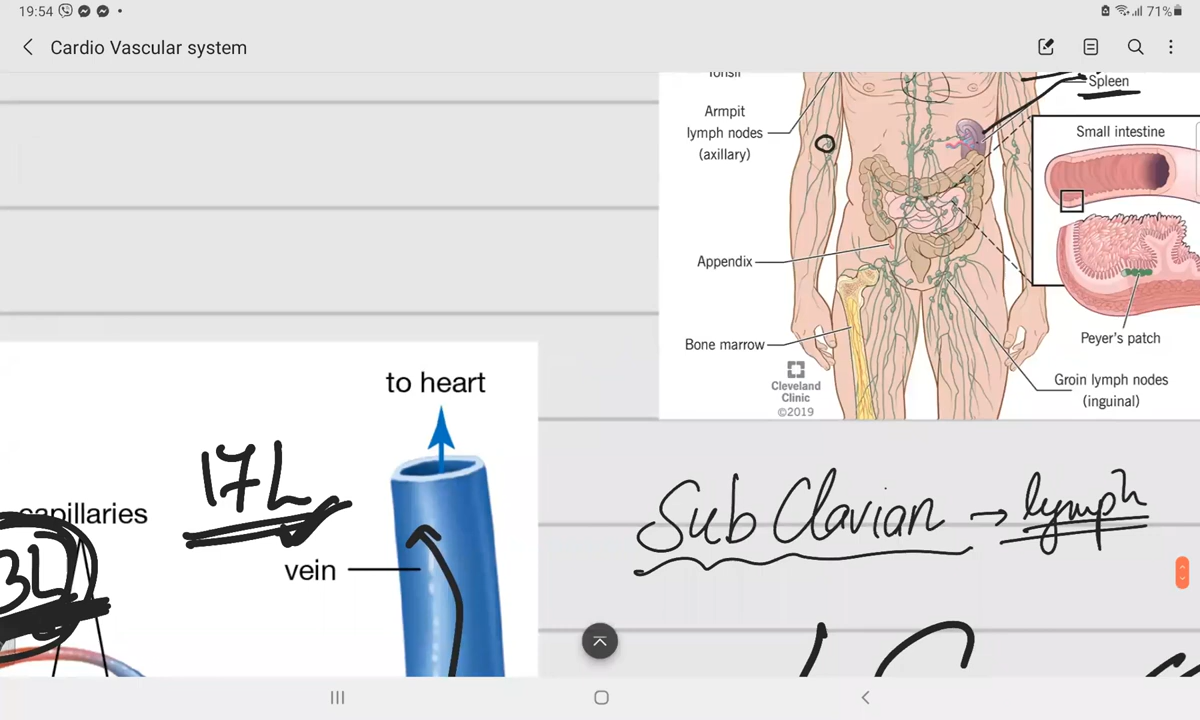 19:54
71%
Cardio Vascular system
Tonsil
Spleen
Armpit
lymph nodes
(axillary)
Small intestine
Appendix
Bone marrow
Peyer's patch
Cleveland
Clinic
©2019
Groin lymph nodes
(inguinal)
to heart
17L
capillaries
3L
vein
Sub Clavian → lymph